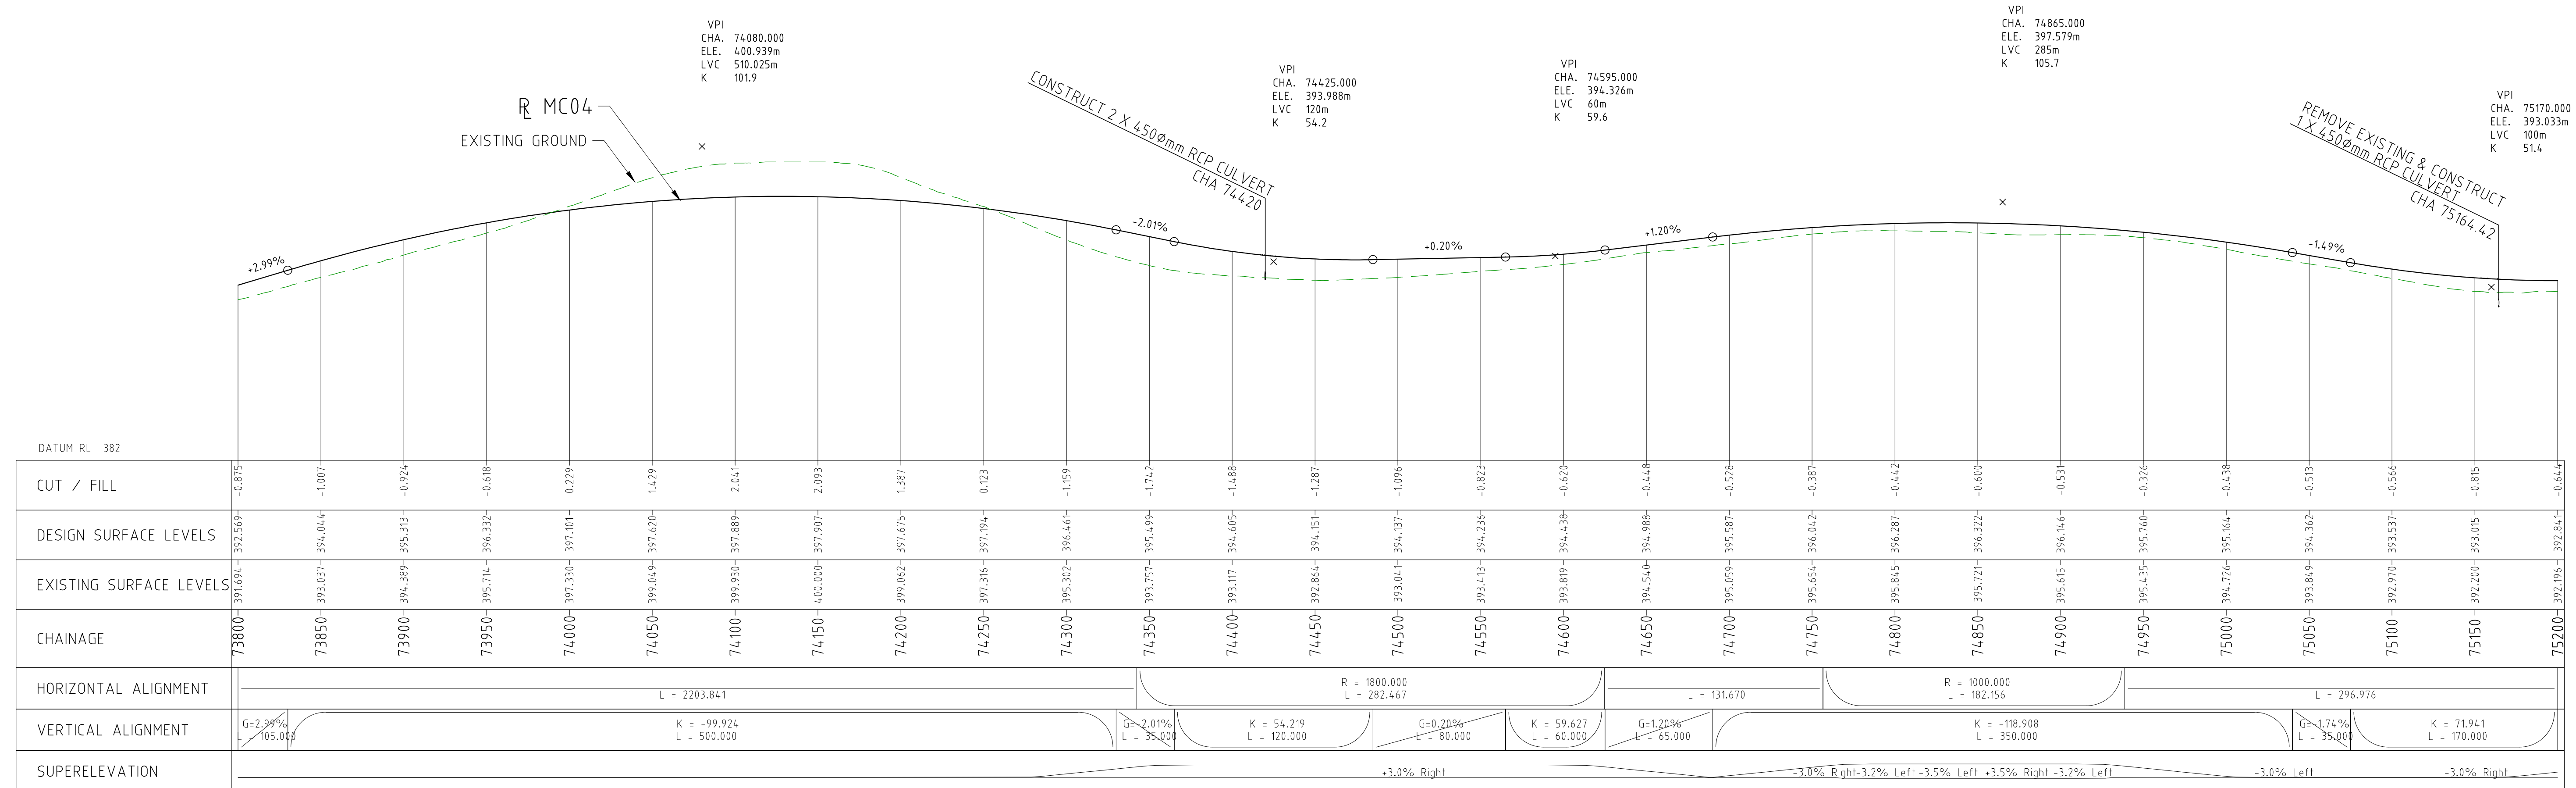 VPI
CHA. 74080.000
ELE. 400.939m
LVC 510.025m
K 101.9
VPI
CHA. 74425.000
ELE. 393.988m
LVC 120m
K 54.2
VPI
CHA. 74595.000
ELE. 394.326m
LVC 60m
K 59.6
VPI
CHA. 74865.000
ELE. 397.579m
LVC 285m
K 105.7
VPI
CHA. 75170.000
ELE. 393.033m
LVC 100m
K 51.4
RL MC04
EXISTING GROUND
CONSTRUCT 2 X 450Ømm RCP CULVERT
CHA 74420
REMOVE EXISTING & CONSTRUCT
1 X 450Ømm RCP CULVERT
CHA 75164.42
+2.99%
-2.01%
+0.20%
+1.20%
-1.49%
DATUM RL 382
CUT / FILL -0.875 -1.007 -0.924 -0.618 0.229 1.429 2.041 2.093 1.387 0.123 -1.159 -1.742 -1.488 -1.287 -1.096 -0.823 -0.620 -0.448 -0.528 -0.387 -0.442 -0.600 -0.531 -0.326 -0.438 -0.513 -0.566 -0.815 -0.644
DESIGN SURFACE LEVELS 392.569 394.044 395.313 396.332 397.101 397.620 397.889 397.907 397.675 397.194 396.461 395.499 394.605 394.151 394.137 394.236 394.438 394.988 395.587 396.042 396.287 396.322 396.146 395.760 395.164 394.362 393.537 393.015 392.841
EXISTING SURFACE LEVELS 391.694 393.037 394.389 395.714 397.330 399.049 399.930 400.000 399.062 397.316 395.302 393.757 393.117 392.864 393.041 393.413 393.819 394.540 395.059 395.654 395.845 395.721 395.615 395.435 394.726 393.849 392.970 392.200 392.196
CHAINAGE 73800 73850 73900 73950 74000 74050 74100 74150 74200 74250 74300 74350 74400 74450 74500 74550 74600 74650 74700 74750 74800 74850 74900 74950 75000 75050 75100 75150 75200
HORIZONTAL ALIGNMENT
L = 2203.841
R = 1800.000
L = 282.467
L = 131.670
R = 1000.000
L = 182.156
L = 296.976
VERTICAL ALIGNMENT
G=2.99%
L = 105.000
K = -99.924
L = 500.000
G=-2.01%
L = 35.000
K = 54.219
L = 120.000
G=0.20%
L = 80.000
K = 59.627
L = 60.000
G=1.20%
L = 65.000
K = -118.908
L = 350.000
G=-1.74%
L = 35.000
K = 71.941
L = 170.000
SUPERELEVATION
+3.0% Right
-3.0% Right -3.2% Left -3.5% Left +3.5% Right -3.2% Left
-3.0% Left
-3.0% Right